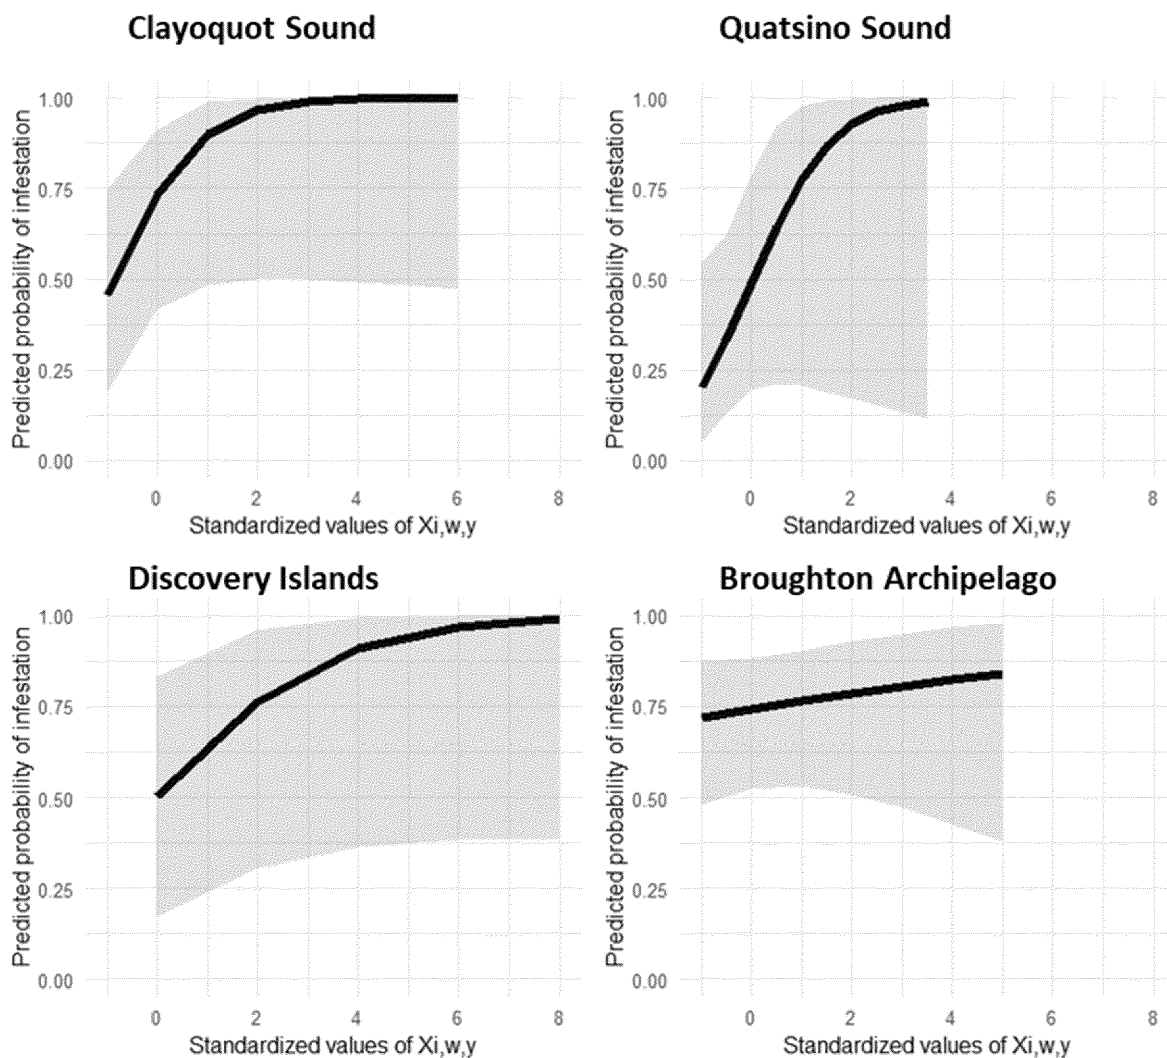 Clayoquot Sound
Quatsino Sound
Predicted probability of infestation
1.00
0.75
0.50
0.25
0.00
0 2 4 6 8
Standardized values of Xi,w,y
Predicted probability of infestation
1.00
0.75
0.50
0.25
0.00
0 2 4 6 8
Standardized values of Xi,w,y
Discovery Islands
Broughton Archipelago
Predicted probability of infestation
1.00
0.75
0.50
0.25
0.00
0 2 4 6 8
Standardized values of Xi,w,y
Predicted probability of infestation
1.00
0.75
0.50
0.25
0.00
0 2 4 6 8
Standardized values of Xi,w,y